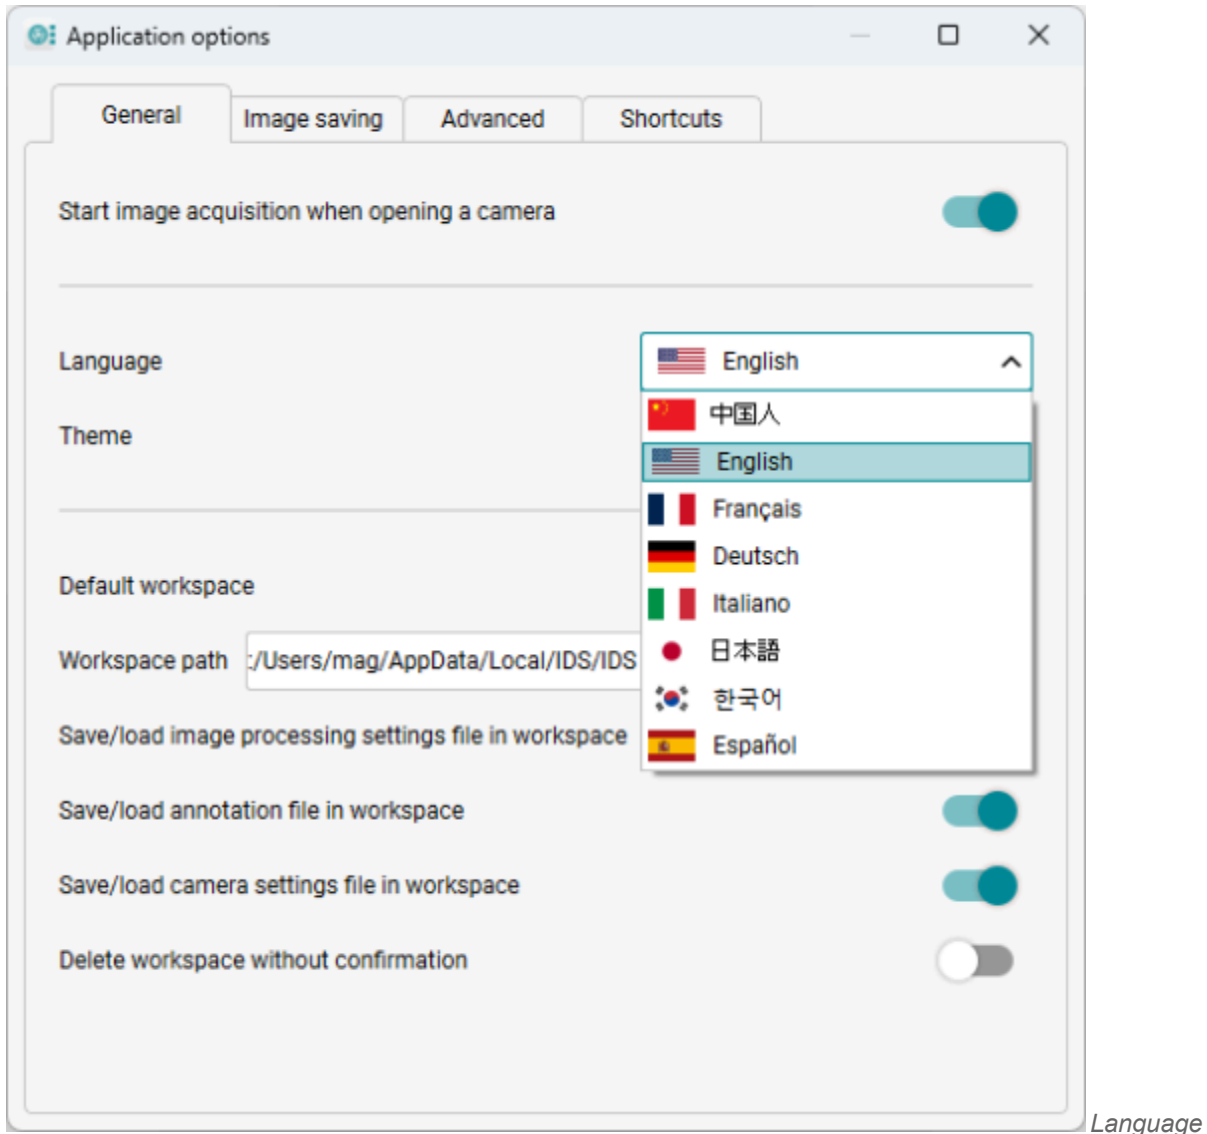 Application options
General
Image saving
Advanced
Shortcuts
Start image acquisition when opening a camera
Language
English
中国人
Theme
English
Français
Deutsch
Default workspace
Italiano
Workspace path :/Users/mag/AppData/Local/IDS/IDS
日本語
한국어
Save/load image processing settings file in workspace
Español
Save/load annotation file in workspace
Save/load camera settings file in workspace
Delete workspace without confirmation
Language